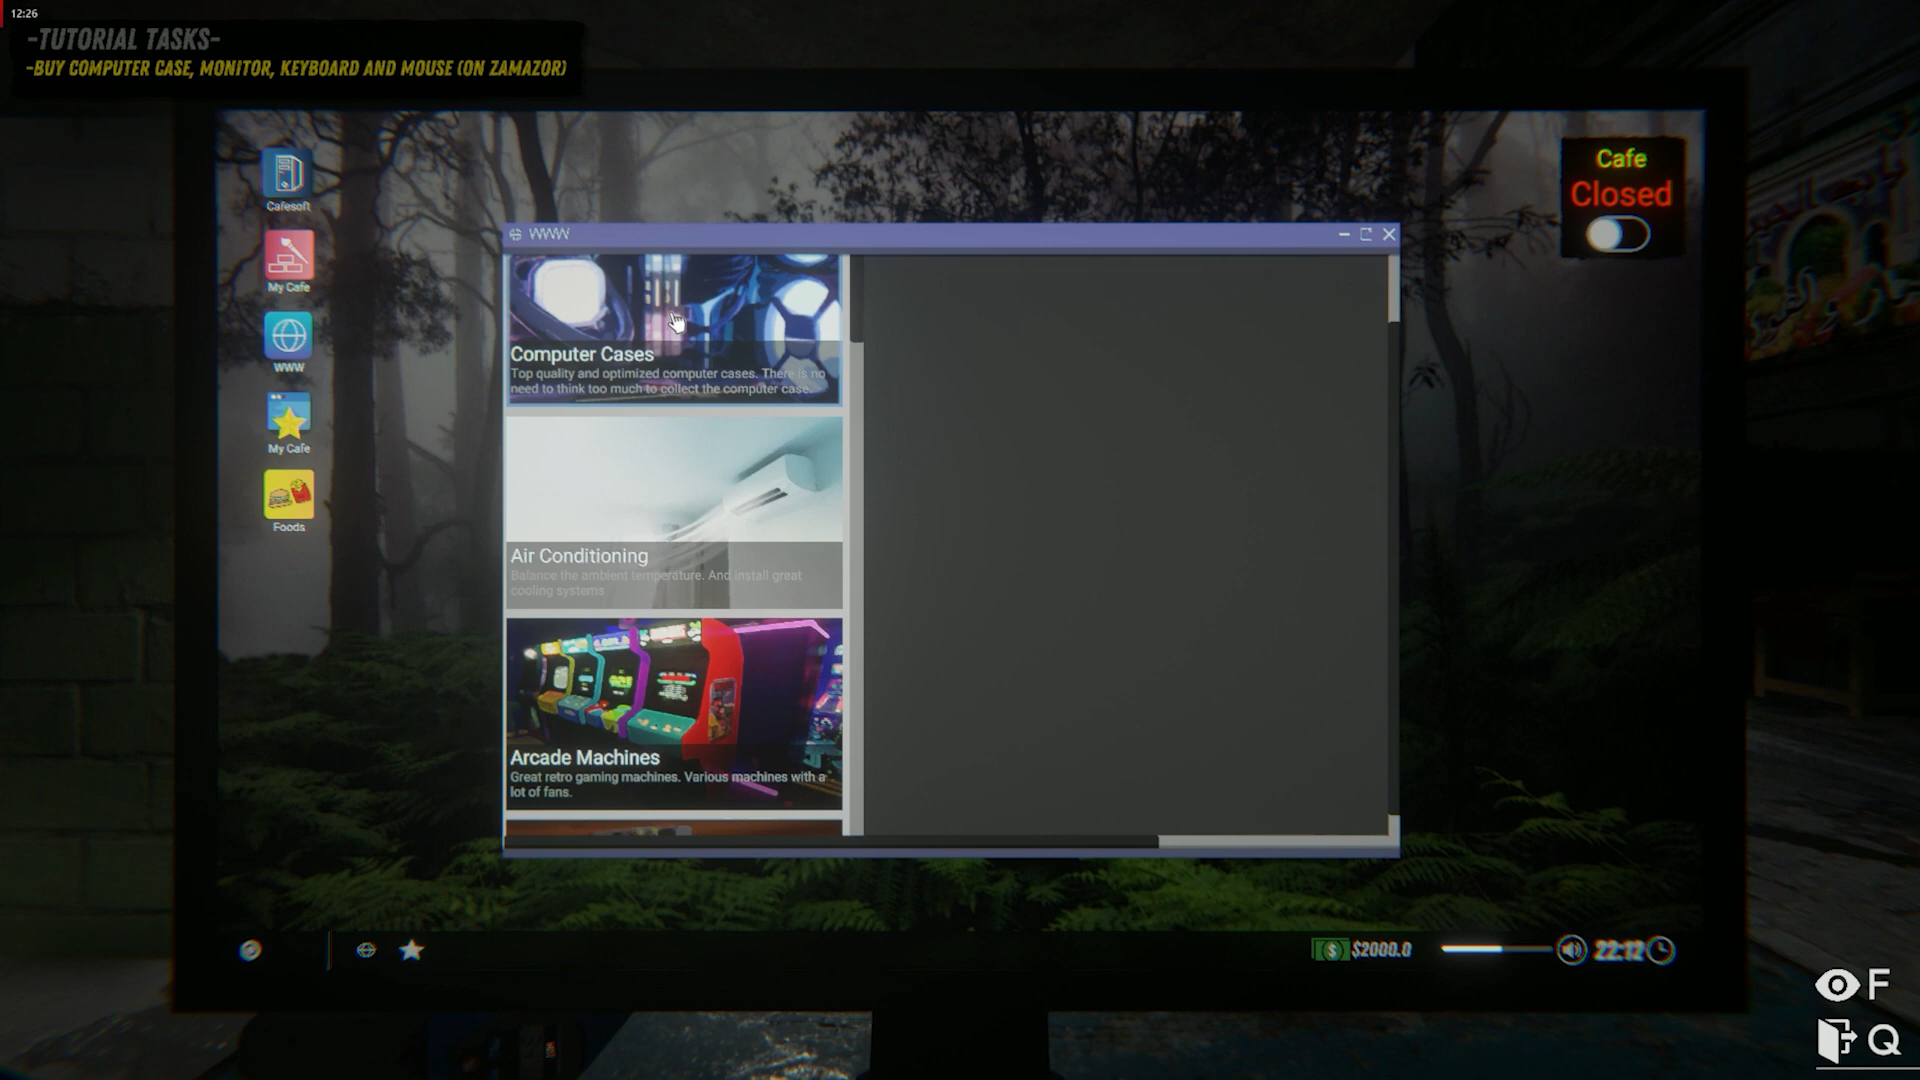 12:26
-TUTORIAL TASKS-
-BUY COMPUTER CASE, MONITOR, KEYBOARD AND MOUSE (ON ZAMAZOR)
Cafesoft
My Cafe
WWW
My Cafe
Foods
WWW
Computer Cases
Top quality and optimized computer cases. There is no
need to think too much to collect the computer case.
Air Conditioning
Balance the ambient temperature. And install great
cooling systems
Arcade Machines
Great retro gaming machines. Various machines with a
lot of fans.
Cafe
Closed
$2000.0
22:12
F
Q